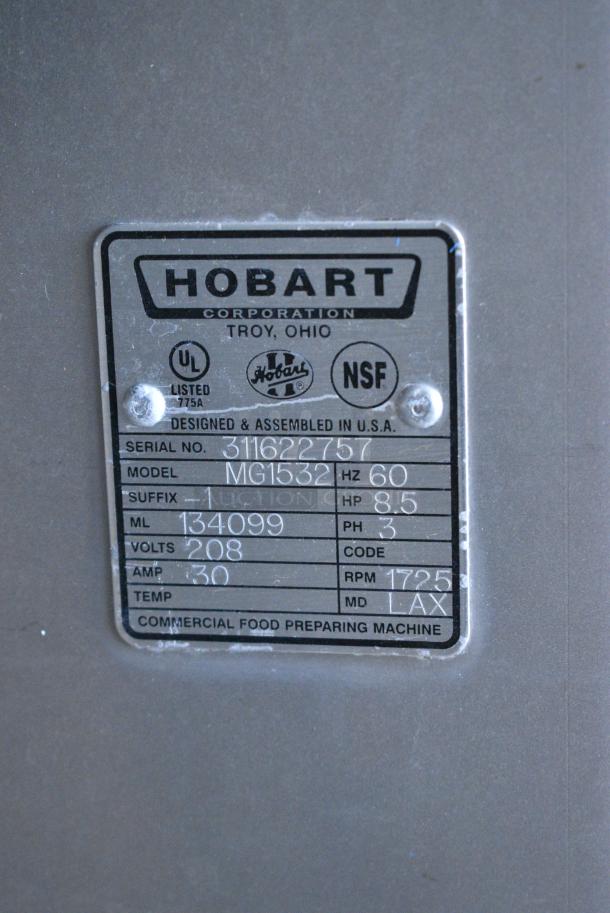 HOBART
CORPORATION
TROY, OHIO
UL Hobart NSF
LISTED
775A
DESIGNED & ASSEMBLED IN U.S.A.
SERIAL NO. 311622757
MODEL MG1532 HZ 60
SUFFIX -1 HP 8.5
AUCTION
ML 134099 PH 3
VOLTS 208 CODE
AMP 30 RPM 1725
TEMP MD LAX
COMMERCIAL FOOD PREPARING MACHINE